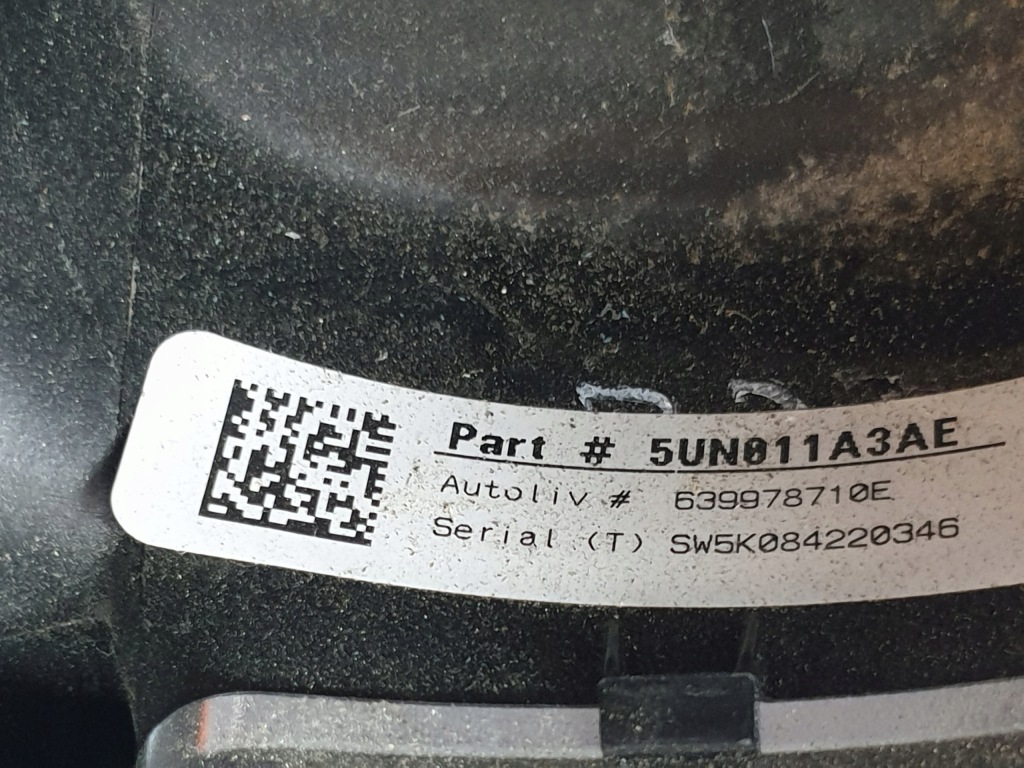 Part # 5UN011A3AE
Autoliv # 639978710E
Serial (T) SW5K084220346